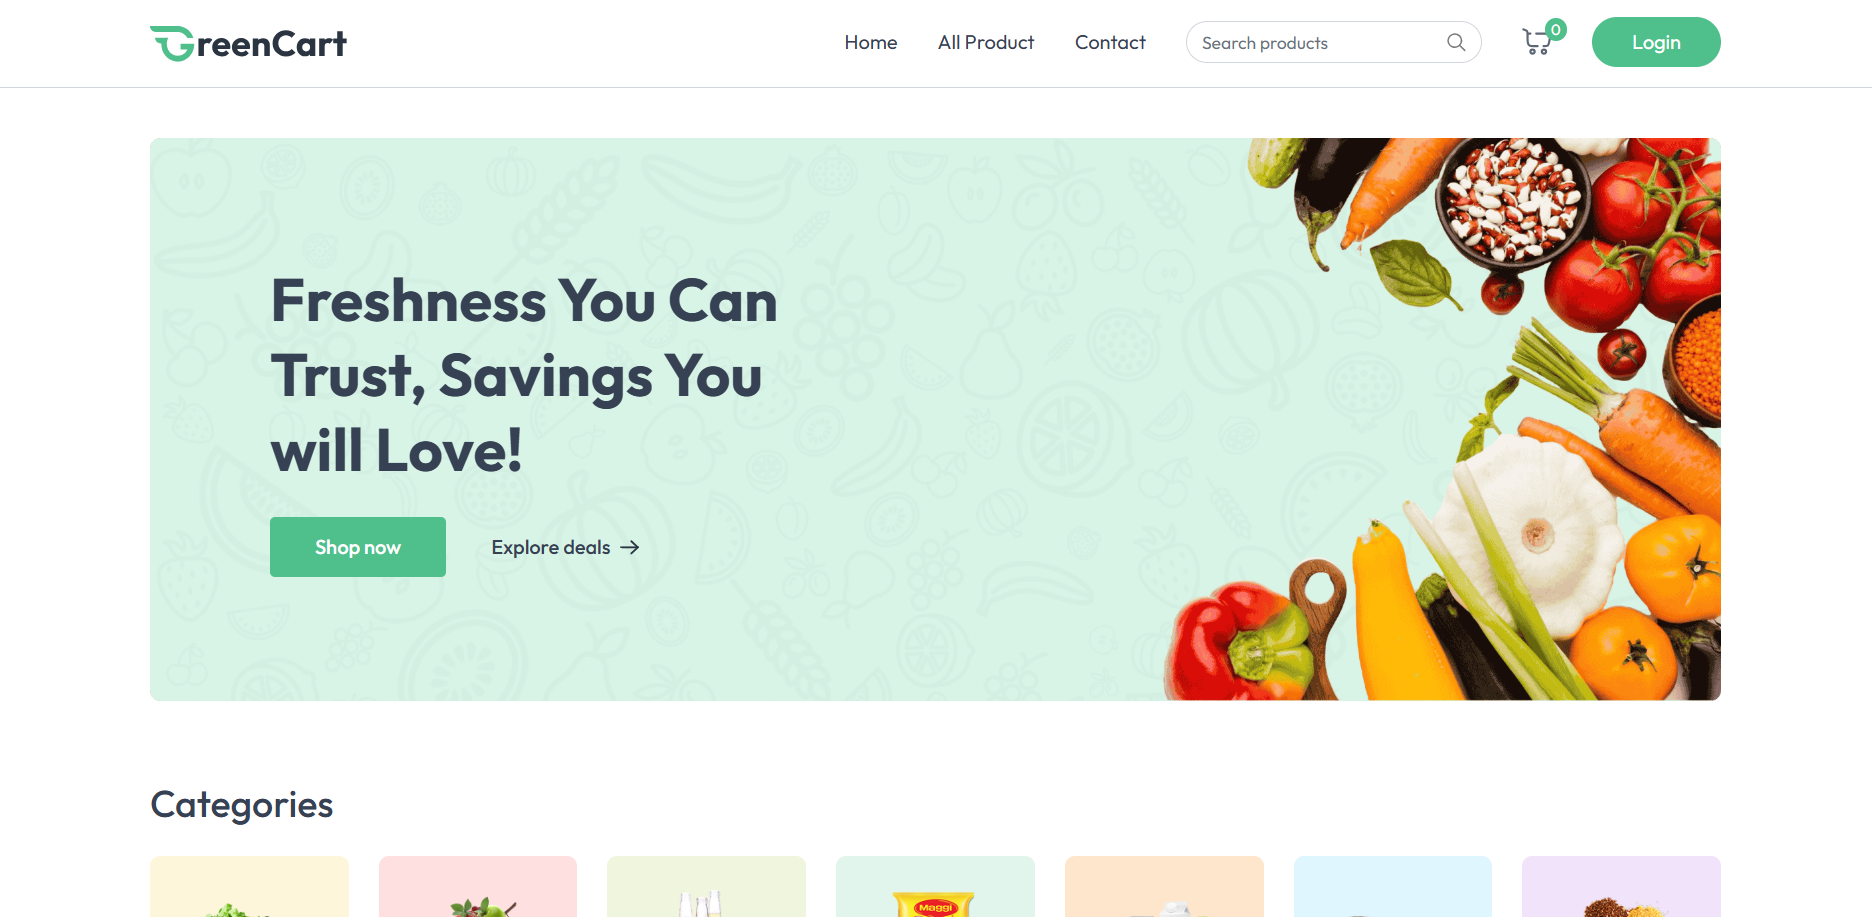 GreenCart
Home
All Product
Contact
Search products
0
Login
Freshness You Can
Trust, Savings You
will Love!
Shop now
Explore deals
Categories
Maggi